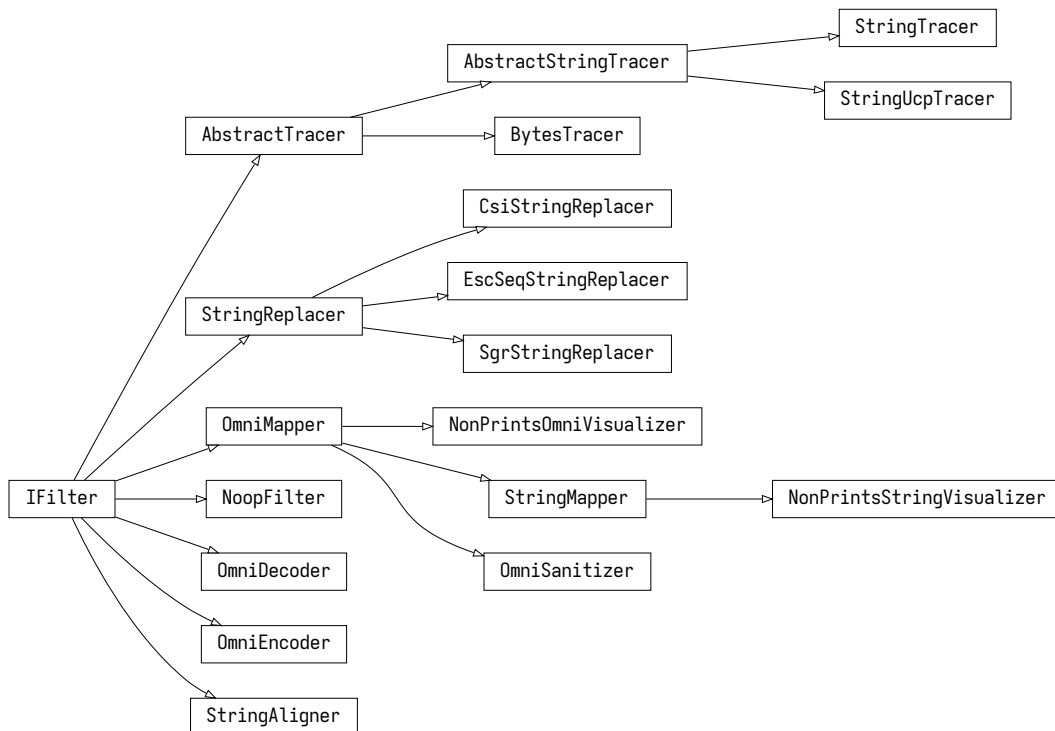 StringTracer
AbstractStringTracer
StringUcpTracer
AbstractTracer
BytesTracer
CsiStringReplacer
EscSeqStringReplacer
StringReplacer
SgrStringReplacer
OmniMapper
NonPrintsOmniVisualizer
IFilter
NoopFilter
StringMapper
NonPrintsStringVisualizer
OmniDecoder
OmniSanitizer
OmniEncoder
StringAligner